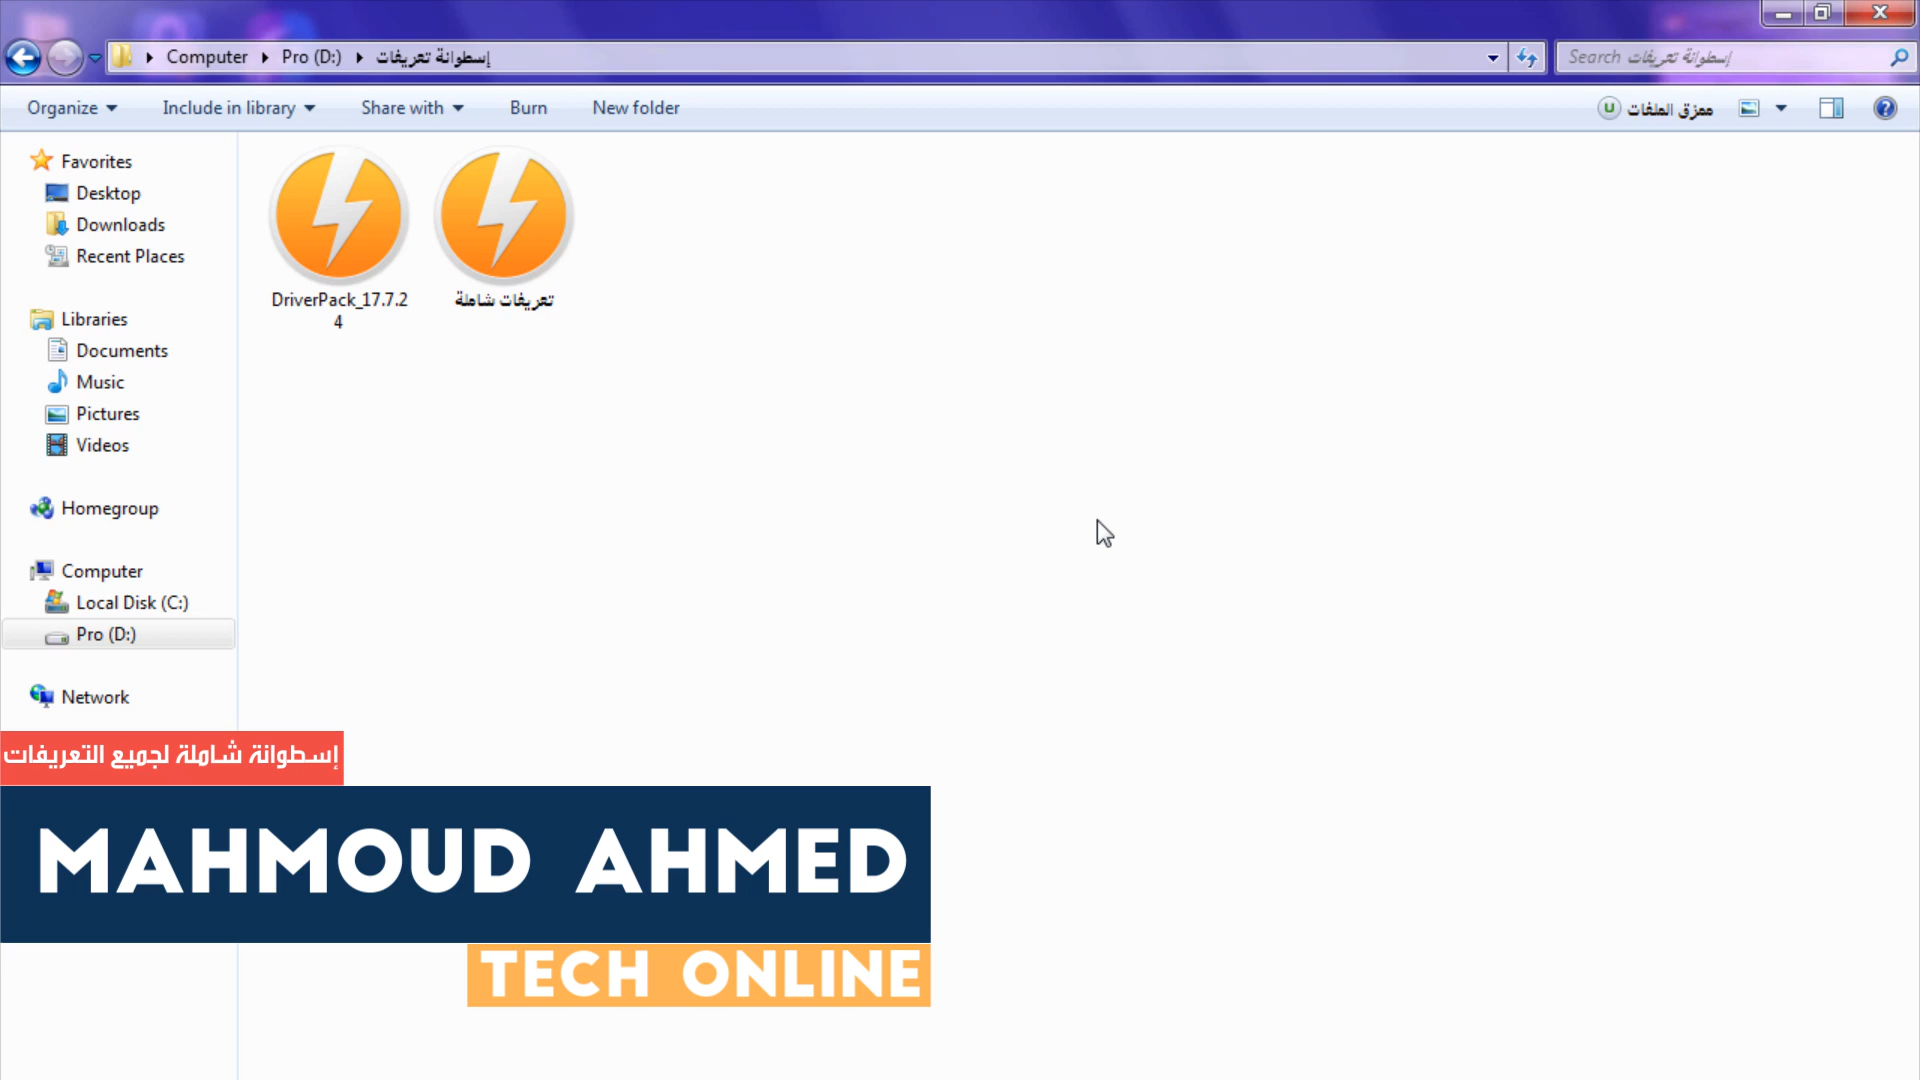 Computer
Pro (D:)
إسطوانة تعريفات
Search إسطوانة تعريفات
Organize
Include in library
Share with
Burn
New folder
ممزق الملفات
Favorites
Desktop
Downloads
Recent Places
Libraries
Documents
Music
Pictures
Videos
Homegroup
Computer
Local Disk (C:)
Pro (D:)
Network
DriverPack_17.7.2
4
تعريفات شاملة
إسطوانة شاملة لجميع التعريفات
MAHMOUD AHMED
TECH ONLINE